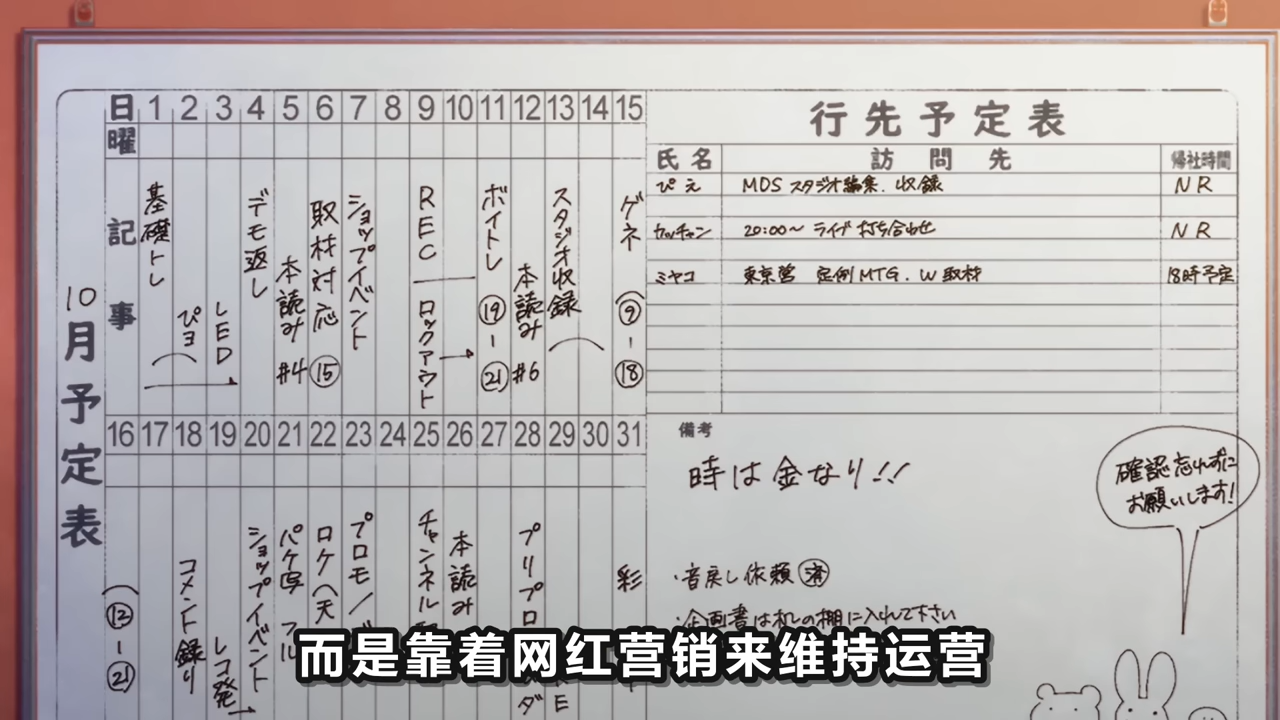 10月予定表
日 1 2 3 4 5 6 7 8 9 10 11 12 13 14 15
曜
記事
基礎トレ
ぴヨ
LED
デモ返し
本読み #4
取材対応 ⑮
ショップイベント
REC
ロックアウト
ボイトレ ⑲-㉑
本読み #6
スタジオ収録
ゲネ ⑨-⑱
16 17 18 19 20 21 22 23 24 25 26 27 28 29 30 31
⑫-㉑
コメント録り
レコ発
ショップイベント
パケ写
ロケ(天
プロモ/
チャンネル
本読み
プリプロ
彩
行先予定表
氏名 訪問先 帰社時間
ぴえ MDSスタジオ編集、収録 NR
カッチャン 20:00〜 ライブ打ち合わせ NR
ミヤコ 東京営 定例MTG.W取材 18時予定
備考
時は金なり!!
確認忘れずに
お願いします!
・音戻し依頼 済
・企画書は机の棚に入れて下さい
而是靠着网红营销来维持运营